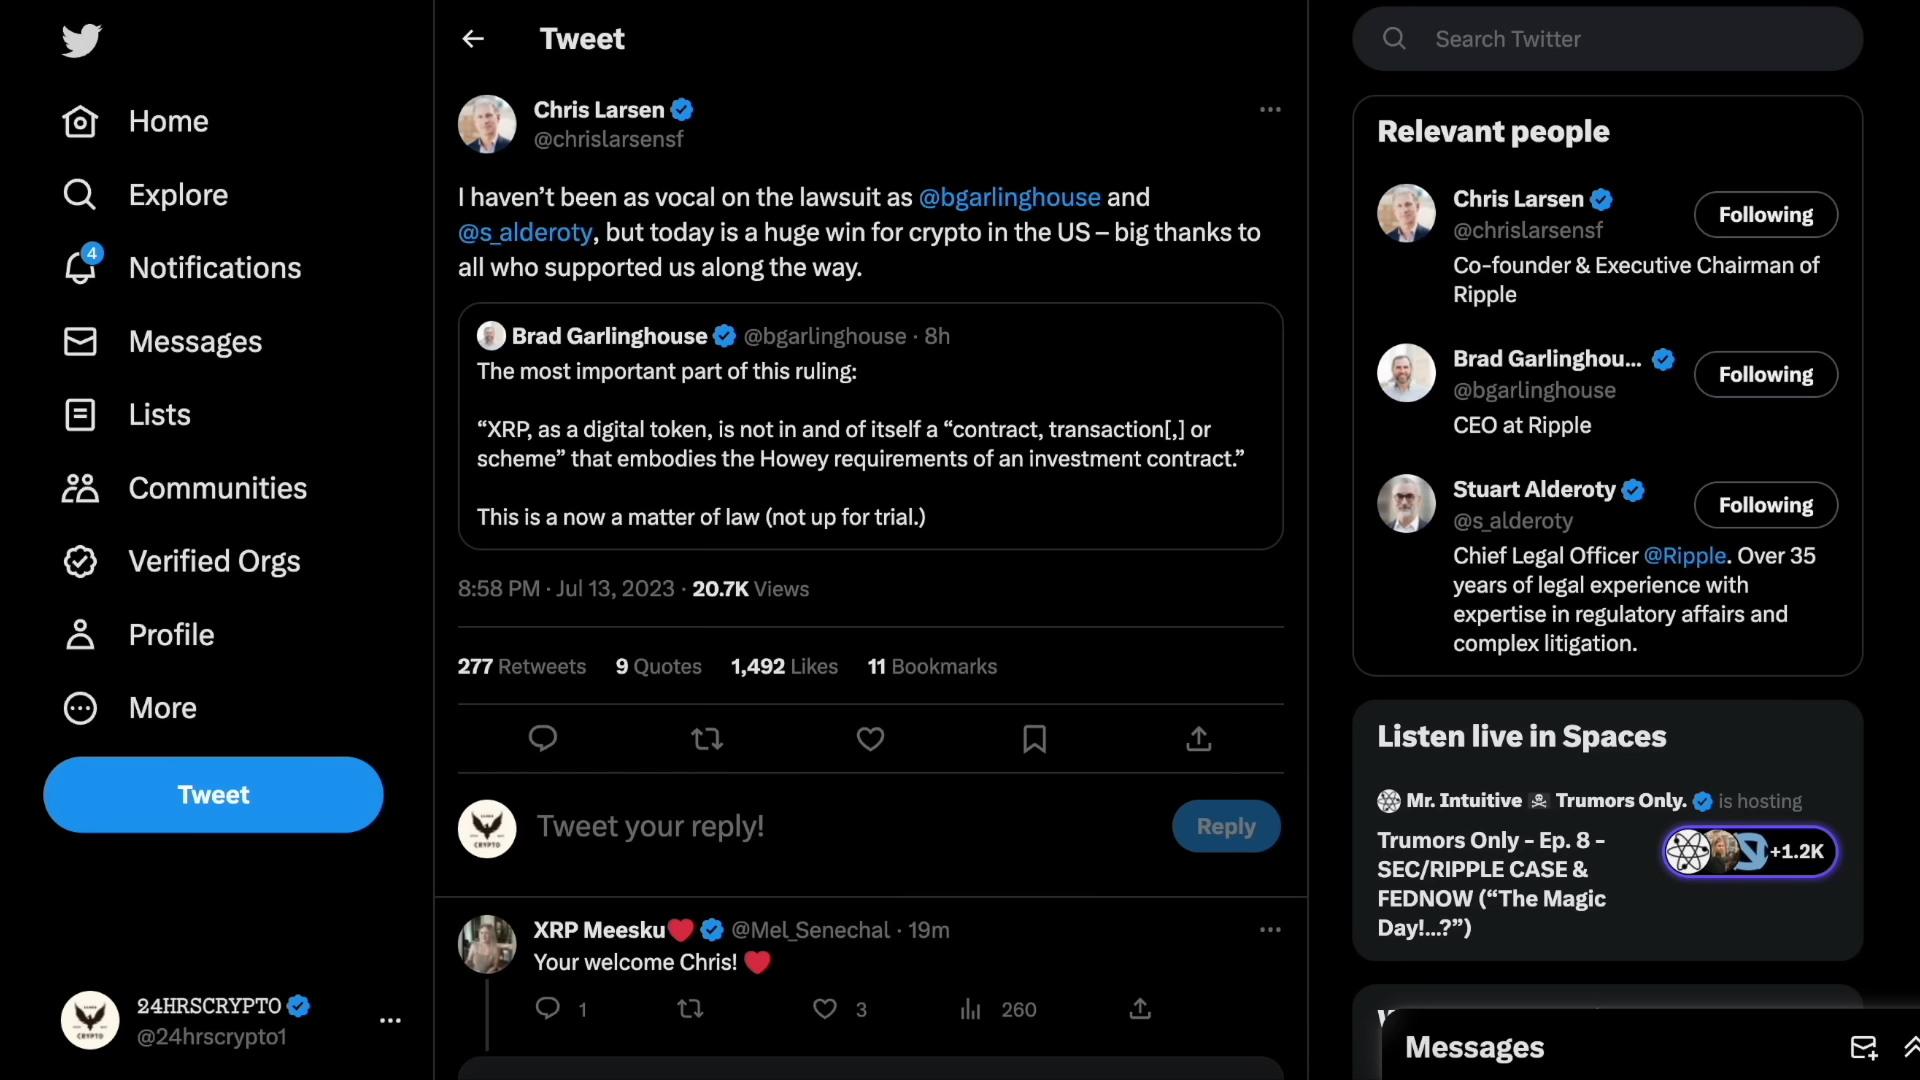 Home
Explore
4
Notifications
Messages
Lists
Communities
Verified Orgs
Profile
More
Tweet
24HRSCRYPTO
@24hrscrypto1
Tweet
Chris Larsen
@chrislarsensf
I haven’t been as vocal on the lawsuit as @bgarlinghouse and
@s_alderoty, but today is a huge win for crypto in the US – big thanks to
all who supported us along the way.
Brad Garlinghouse @bgarlinghouse · 8h
The most important part of this ruling:
“XRP, as a digital token, is not in and of itself a “contract, transaction[,] or
scheme” that embodies the Howey requirements of an investment contract.”
This is a now a matter of law (not up for trial.)
8:58 PM · Jul 13, 2023 · 20.7K Views
277 Retweets 9 Quotes 1,492 Likes 11 Bookmarks
CRYPTO
Tweet your reply!
Reply
XRP Meesku❤️ @Mel_Senechal · 19m
Your welcome Chris! ❤️
1 3 260
Search Twitter
Relevant people
Chris Larsen
@chrislarsensf
Following
Co-founder & Executive Chairman of
Ripple
Brad Garlinghou...
@bgarlinghouse
Following
CEO at Ripple
Stuart Alderoty
@s_alderoty
Following
Chief Legal Officer @Ripple. Over 35
years of legal experience with
expertise in regulatory affairs and
complex litigation.
Listen live in Spaces
Mr. Intuitive ☠️ Trumors Only. is hosting
Trumors Only - Ep. 8 -
SEC/RIPPLE CASE &
FEDNOW (“The Magic
Day!...?”)
+1.2K
Messages